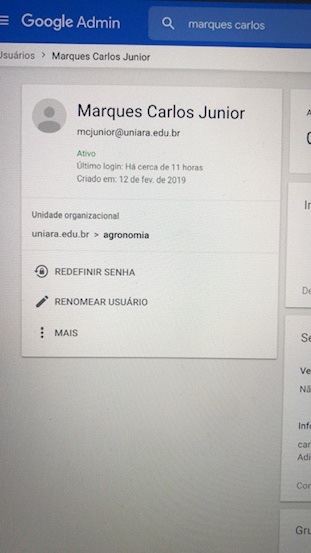 Google Admin
marques carlos
Usuários > Marques Carlos Junior
Marques Carlos Junior
mcjunior@uniara.edu.br
Ativo
Último login: Há cerca de 11 horas
Criado em: 12 de fev. de 2019
Unidade organizacional
uniara.edu.br > agronomia
REDEFINIR SENHA
RENOMEAR USUÁRIO
MAIS
A
In
De
Se
Ve
Nã
Info
car
Adi
Cor
Gru